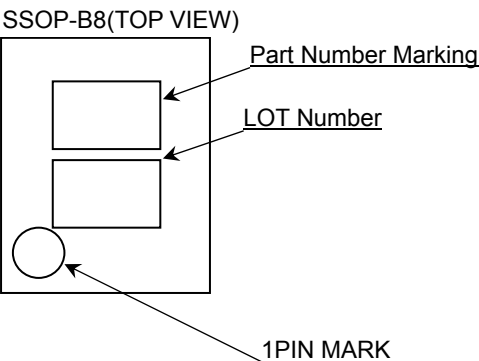 SSOP-B8(TOP VIEW)
Part Number Marking
LOT Number
1PIN MARK